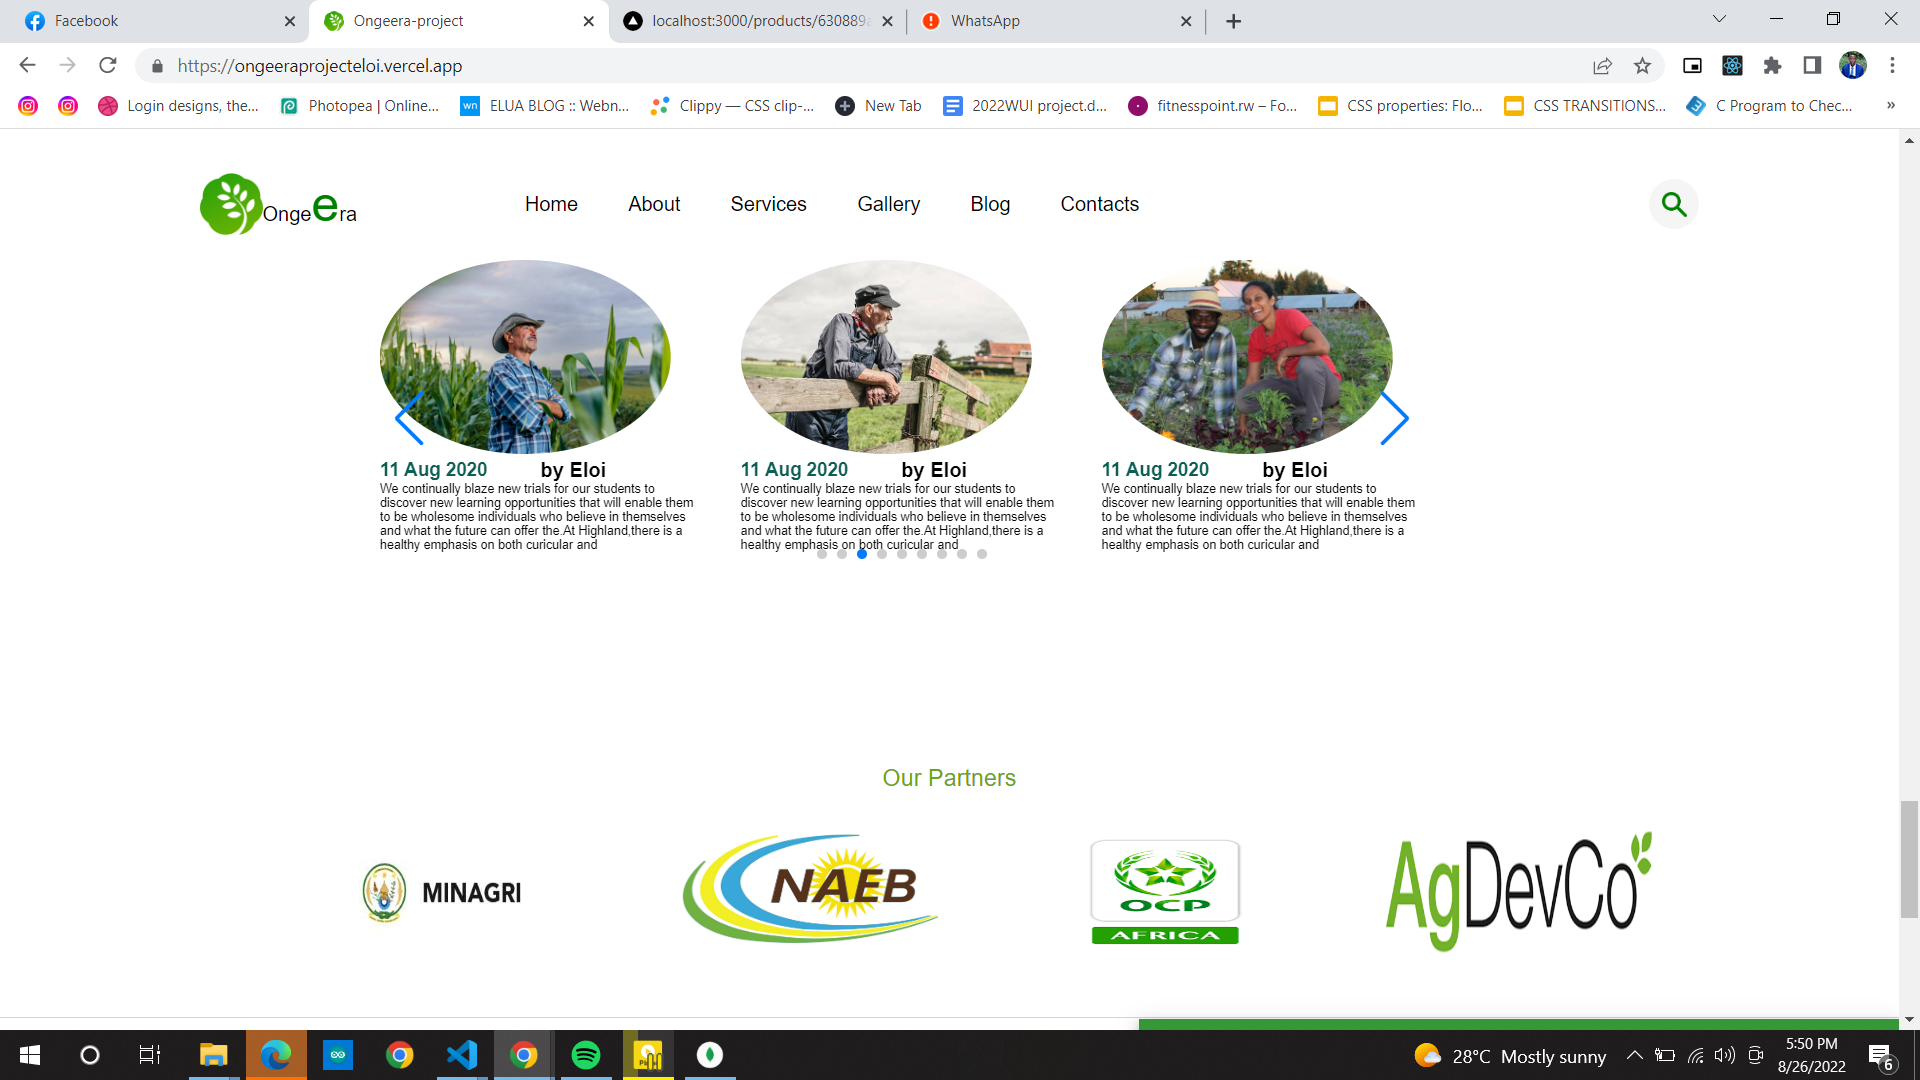 Facebook
Ongeera-project
localhost:3000/products/630889
WhatsApp
https://ongeeraprojecteloi.vercel.app
Login designs, the...
Photopea | Online...
wn
ELUA BLOG :: Webn...
Clippy — CSS clip-...
New Tab
2022WUI project.d...
fitnesspoint.rw – Fo...
CSS properties: Flo...
CSS TRANSITIONS...
C Program to Chec...
»
Ongeera
Home
About
Services
Gallery
Blog
Contacts
11 Aug 2020 by Eloi
We continually blaze new trials for our students to
discover new learning opportunities that will enable them
to be wholesome individuals who believe in themselves
and what the future can offer the.At Highland,there is a
healthy emphasis on both curicular and
11 Aug 2020 by Eloi
We continually blaze new trials for our students to
discover new learning opportunities that will enable them
to be wholesome individuals who believe in themselves
and what the future can offer the.At Highland,there is a
healthy emphasis on both curicular and
11 Aug 2020 by Eloi
We continually blaze new trials for our students to
discover new learning opportunities that will enable them
to be wholesome individuals who believe in themselves
and what the future can offer the.At Highland,there is a
healthy emphasis on both curicular and
Our Partners
MINAGRI
NAEB
OCP
AFRICA
AgDevCo
28°C Mostly sunny
5:50 PM
8/26/2022
6